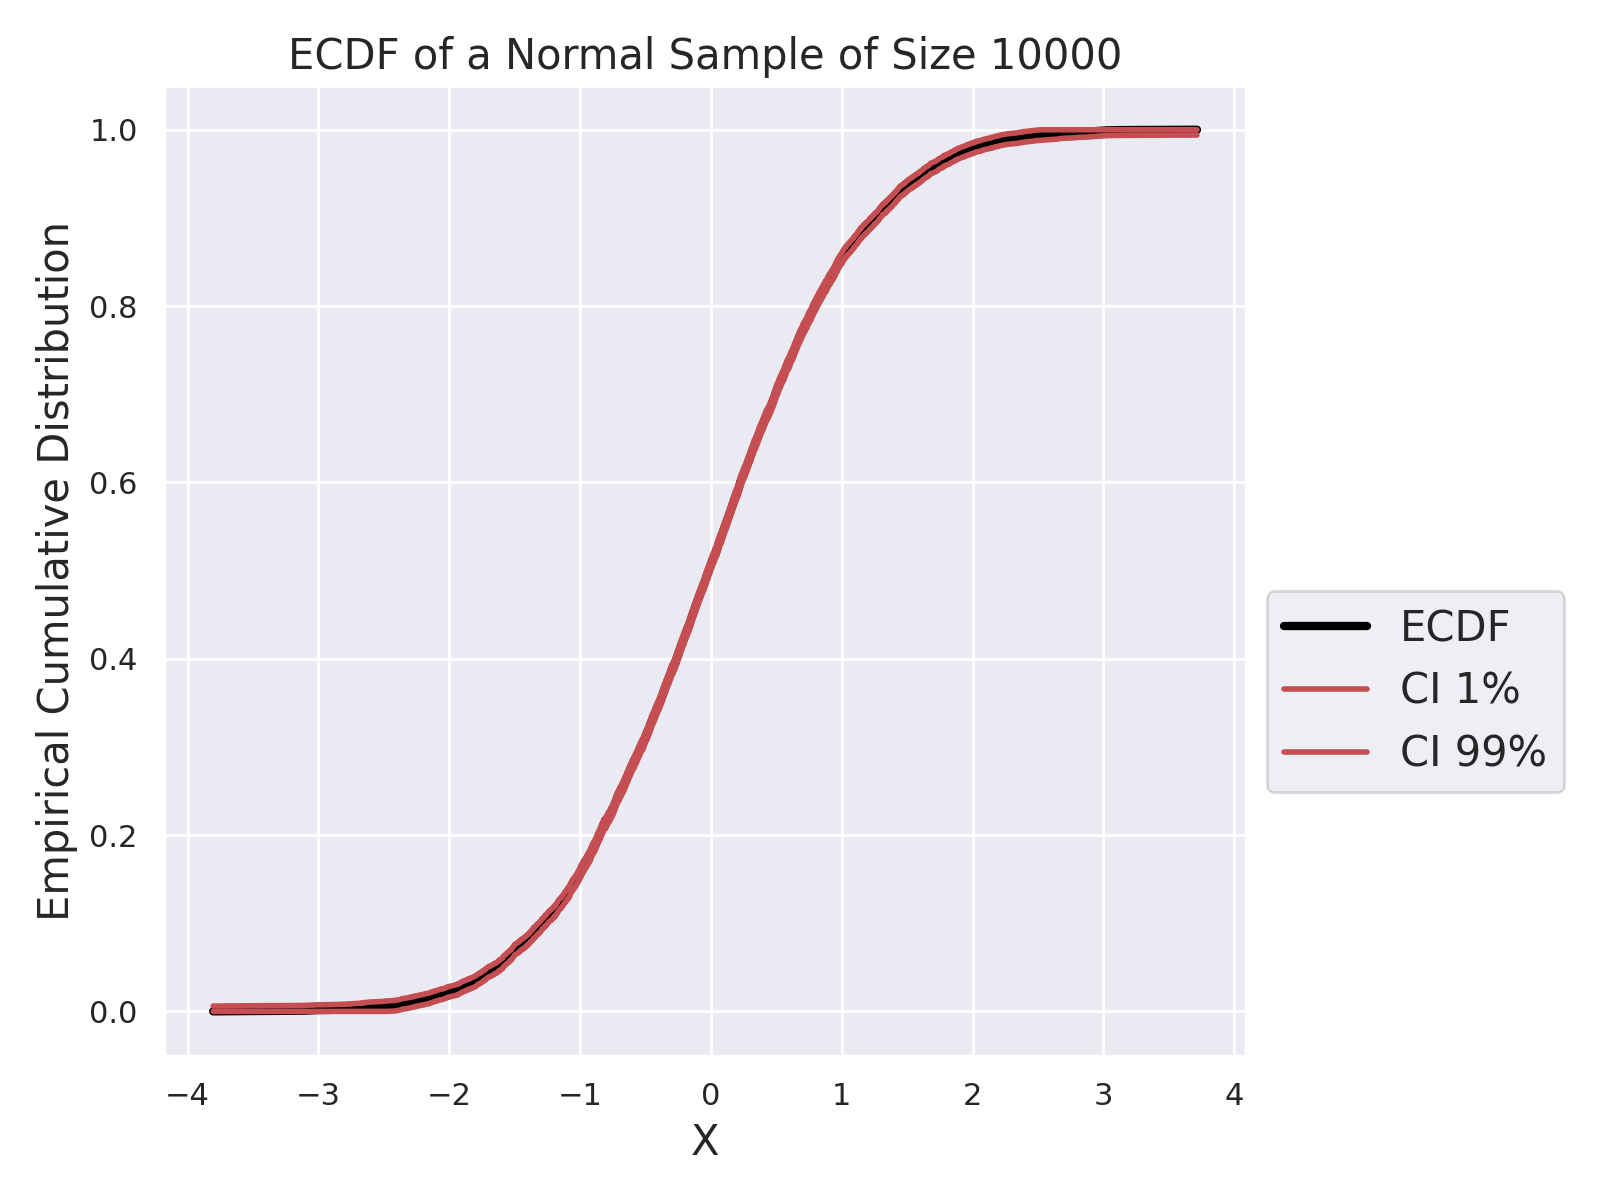 ECDF of a Normal Sample of Size 10000
Empirical Cumulative Distribution
1.0
0.8
0.6
0.4
0.2
0.0
−4 −3 −2 −1 0 1 2 3 4
X
ECDF
CI 1%
CI 99%